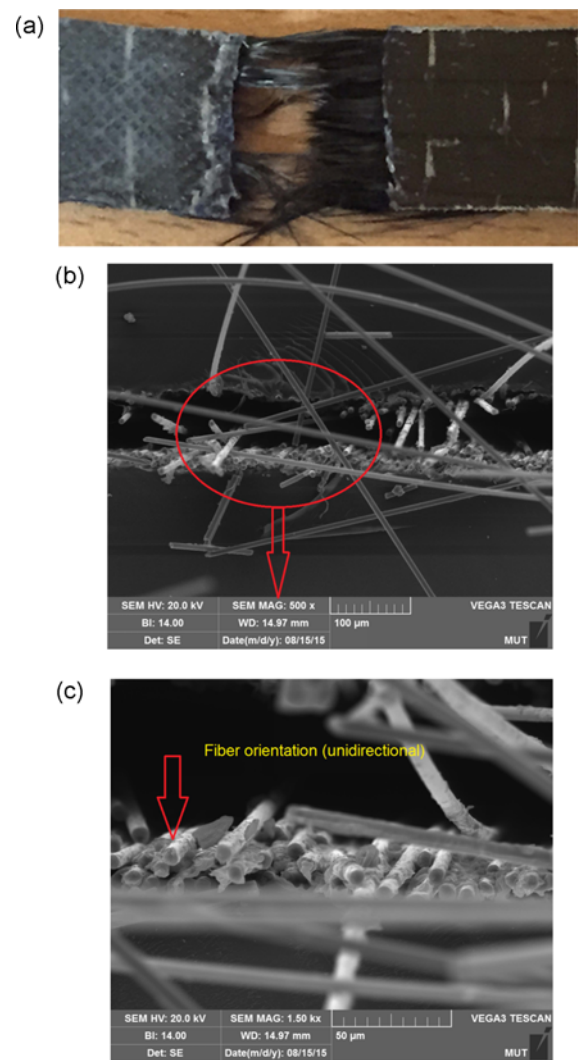 (a)
(b)
SEM HV: 20.0 kV SEM MAG: 500 x VEGA3 TESCAN
BI: 14.00 WD: 14.97 mm 100 µm
Det: SE Date(m/d/y): 08/15/15 MUT
(c)
Fiber orientation (unidirectional)
SEM HV: 20.0 kV SEM MAG: 1.50 kx VEGA3 TESCAN
BI: 14.00 WD: 14.97 mm 50 µm
Det: SE Date(m/d/y): 08/15/15 MUT